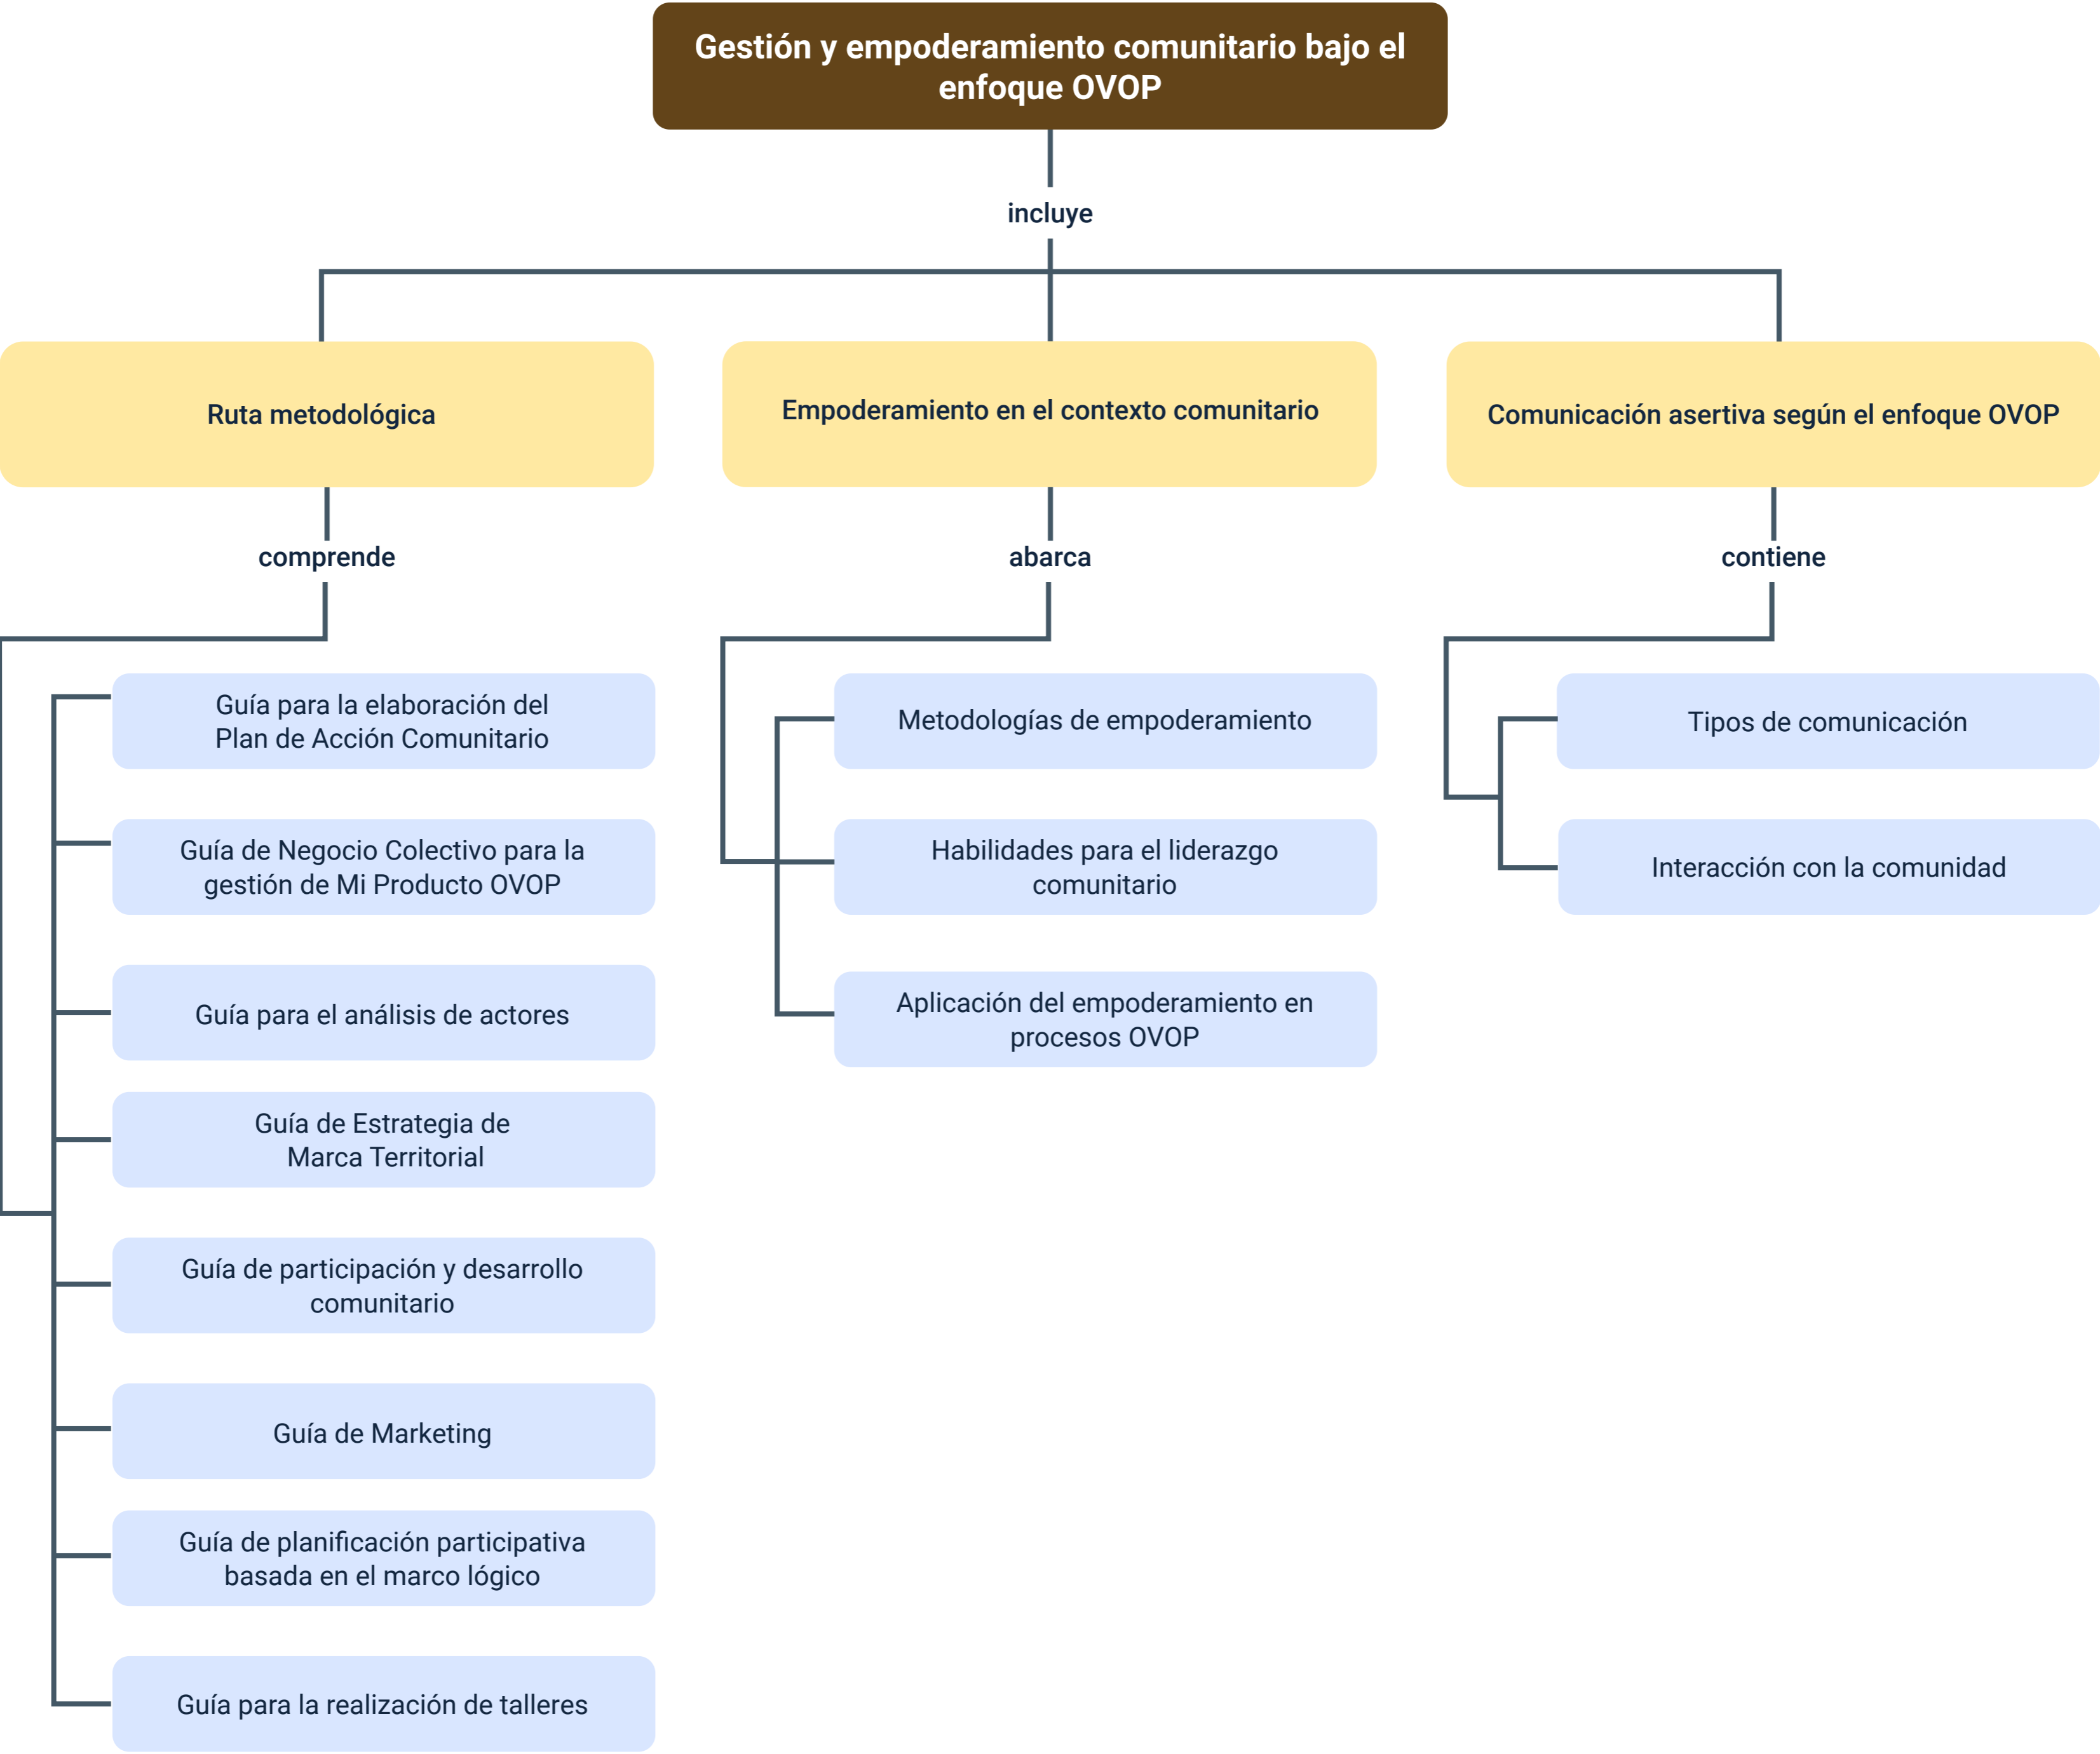 Gestión y empoderamiento comunitario bajo el
enfoque OVOP
incluye
Ruta metodológica
comprende
Guía para la elaboración del
Plan de Acción Comunitario
Guía de Negocio Colectivo para la
gestión de Mi Producto OVOP
Guía para el análisis de actores
Guía de Estrategia de
Marca Territorial
Guía de participación y desarrollo
comunitario
Guía de Marketing
Guía de planificación participativa
basada en el marco lógico
Guía para la realización de talleres
Empoderamiento en el contexto comunitario
abarca
Metodologías de empoderamiento
Habilidades para el liderazgo
comunitario
Aplicación del empoderamiento en
procesos OVOP
Comunicación asertiva según el enfoque OVOP
contiene
Tipos de comunicación
Interacción con la comunidad